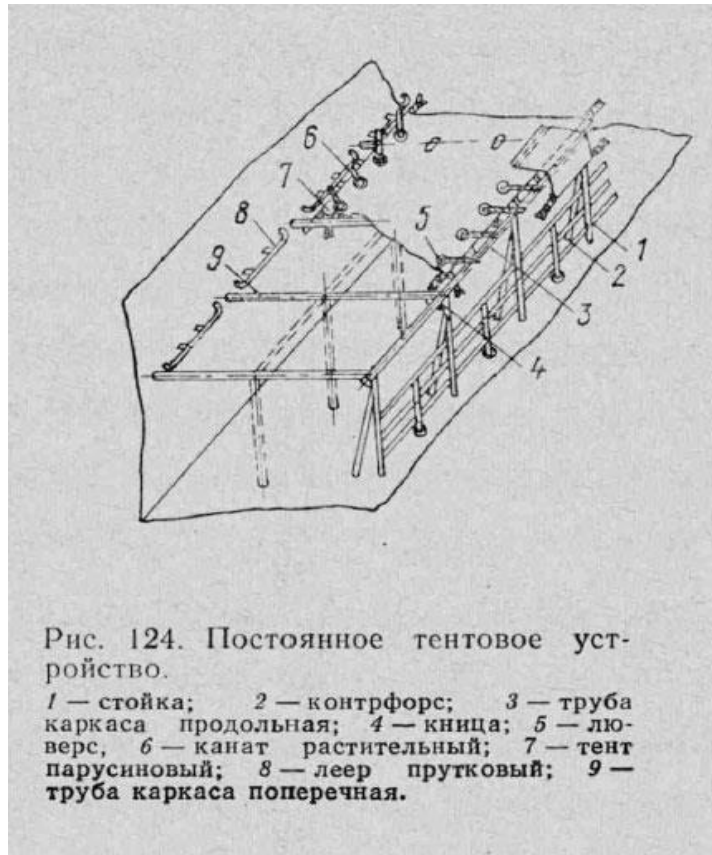 6
7
8
9
5
1
2
3
4
Рис. 124. Постоянное тентовое уст-
ройство.
1 — стойка; 2 — контрфорс; 3 — труба
каркаса продольная; 4 — кница; 5 — лю-
верс, 6 — канат растительный; 7 — тент
парусиновый; 8 — леер прутковый; 9 —
труба каркаса поперечная.